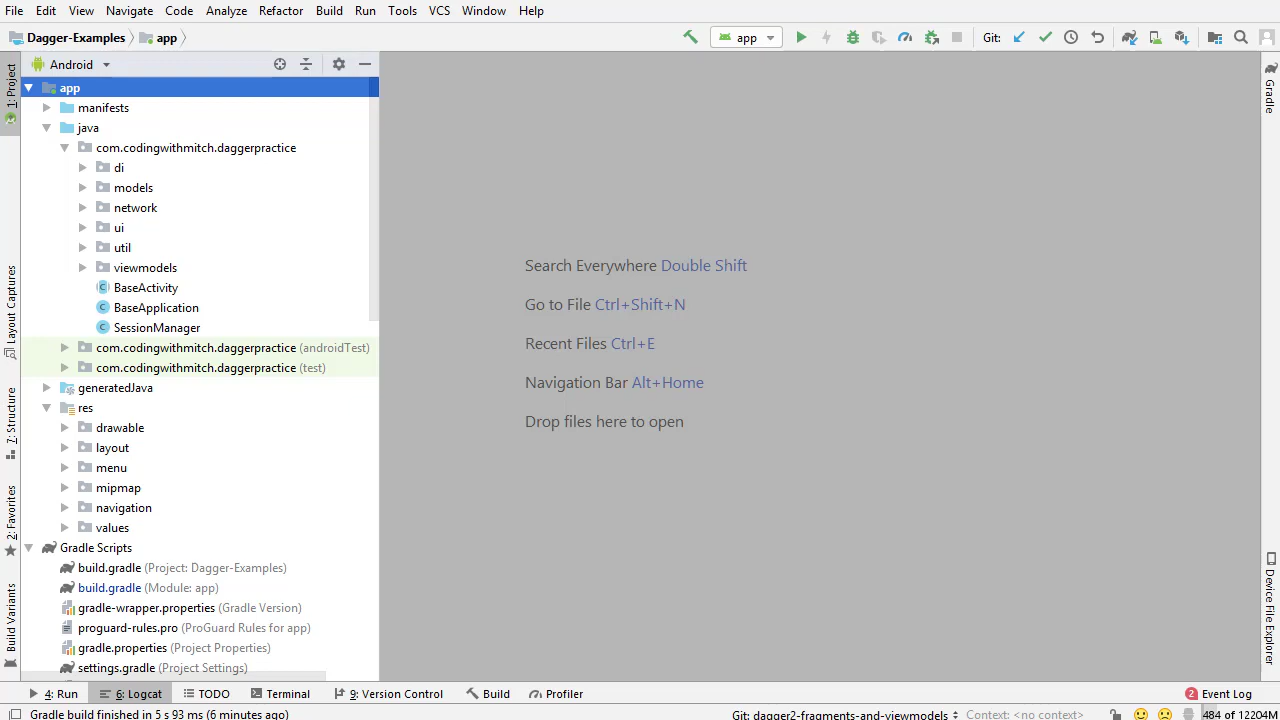 File Edit View Navigate Code Analyze Refactor Build Run Tools VCS Window Help
Dagger-Examples app
app
Git:
1: Project
Layout Captures
7: Structure
2: Favorites
Build Variants
Android
app
manifests
java
com.codingwithmitch.daggerpractice
di
models
network
ui
util
viewmodels
BaseActivity
BaseApplication
SessionManager
com.codingwithmitch.daggerpractice (androidTest)
com.codingwithmitch.daggerpractice (test)
generatedJava
res
drawable
layout
menu
mipmap
navigation
values
Gradle Scripts
build.gradle (Project: Dagger-Examples)
build.gradle (Module: app)
gradle-wrapper.properties (Gradle Version)
proguard-rules.pro (ProGuard Rules for app)
gradle.properties (Project Properties)
settings.gradle (Project Settings)
Search Everywhere Double Shift
Go to File Ctrl+Shift+N
Recent Files Ctrl+E
Navigation Bar Alt+Home
Drop files here to open
Gradle
Device File Explorer
4: Run 6: Logcat TODO Terminal 9: Version Control Build Profiler 2 Event Log
Gradle build finished in 5 s 93 ms (6 minutes ago) Git: dagger2-fragments-and-viewmodels Context: <no context> 484 of 12204M